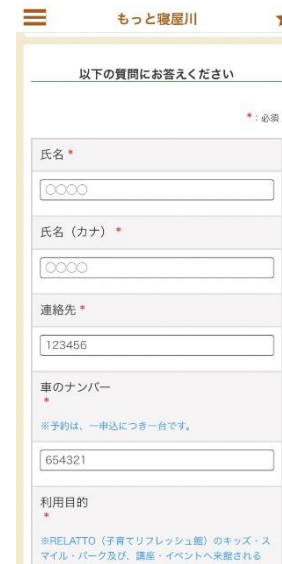 もっと寝屋川
以下の質問にお答えください
*：必須
氏名 *
○○○○
氏名（カナ） *
○○○○
連絡先 *
123456
車のナンバー
*
※予約は、一申込につき一台です。
654321
利用目的
*
※RELATTO（子育てリフレッシュ館）のキッズ・ス
マイル・パーク及び、講座・イベントへ来館される